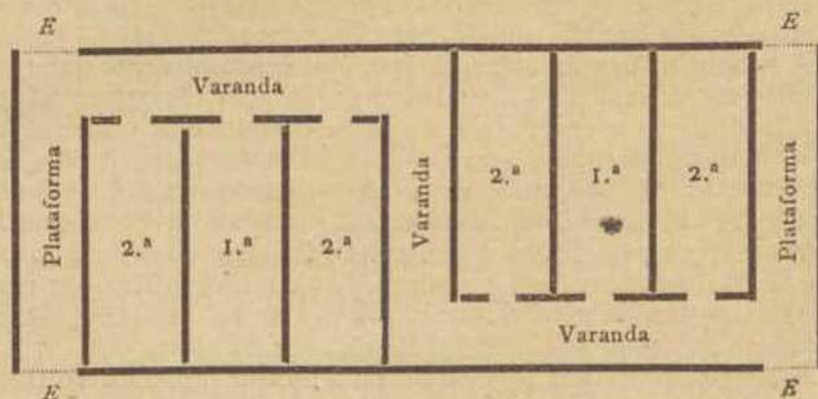 E E
Varanda
Plataforma 2.ª 1.ª 2.ª Varanda 2.ª 1.ª 2.ª Plataforma
Varanda
E E